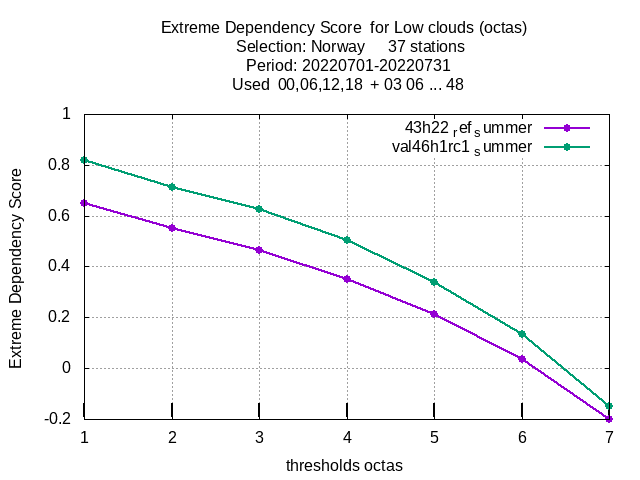 Extreme Dependency Score for Low clouds (octas)
Selection: Norway 37 stations
Period: 20220701-20220731
Used 00,06,12,18 + 03 06 ... 48
43h22 ref summer
val46h1rc1 summer
Extreme Dependency Score
1
0.8
0.6
0.4
0.2
0
-0.2
1 2 3 4 5 6 7
thresholds octas